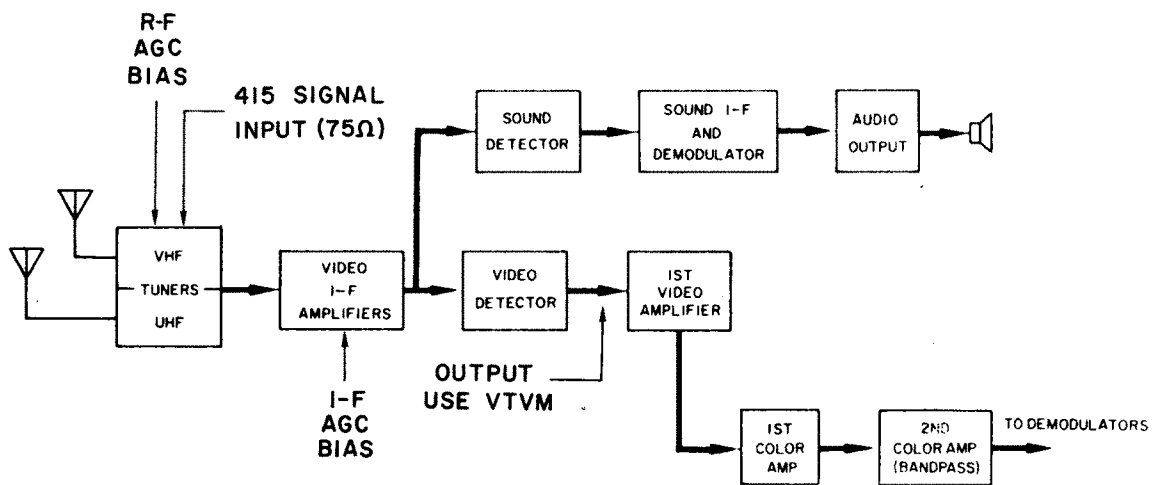 R-F
AGC
BIAS
415 SIGNAL
INPUT (75Ω)
SOUND
DETECTOR
SOUND I-F
AND
DEMODULATOR
AUDIO
OUTPUT
VHF
TUNERS
UHF
VIDEO
I-F
AMPLIFIERS
VIDEO
DETECTOR
1ST
VIDEO
AMPLIFIER
I-F
AGC
BIAS
OUTPUT
USE VTVM
1ST
COLOR
AMP
2ND
COLOR AMP
(BANDPASS)
TO DEMODULATORS